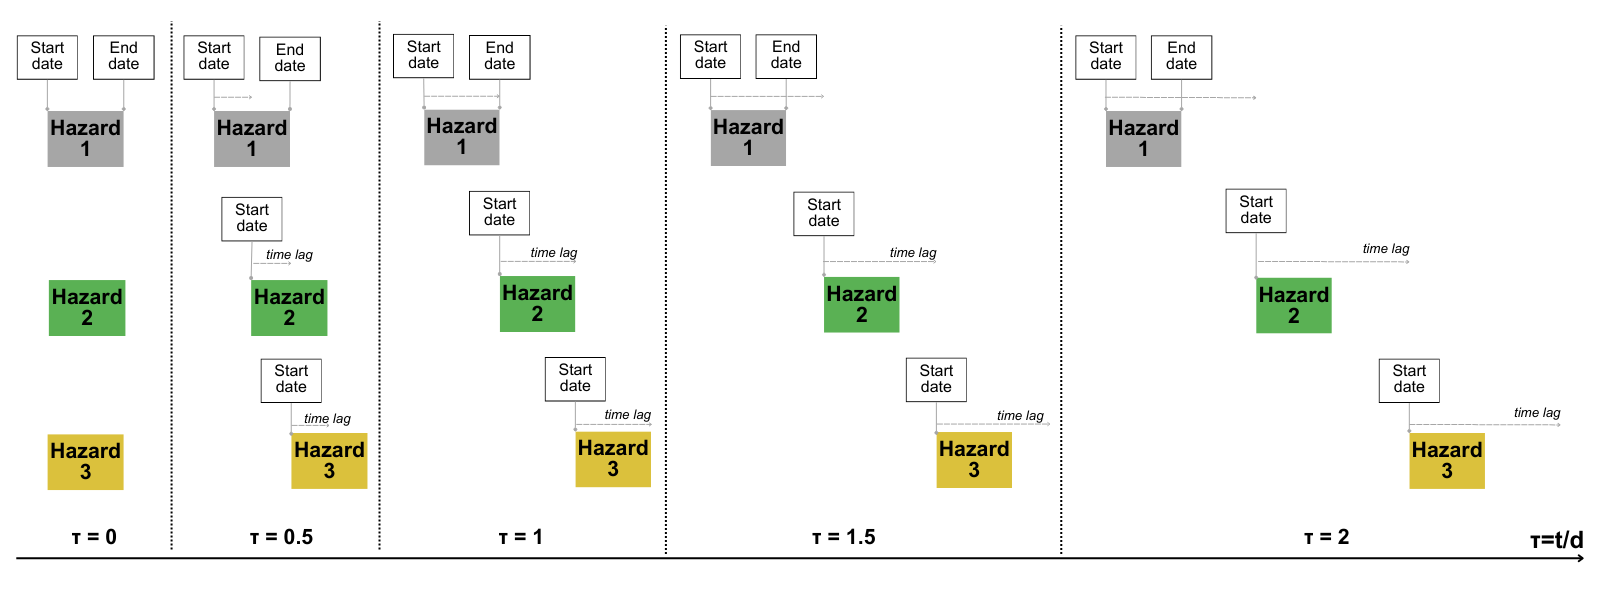 Start
date
End
date
Hazard
1
Hazard
2
Hazard
3
τ = 0
Start
date
End
date
Hazard
1
Start
date
time lag
Hazard
2
Start
date
time lag
Hazard
3
τ = 0.5
Start
date
End
date
Hazard
1
Start
date
time lag
Hazard
2
Start
date
time lag
Hazard
3
τ = 1
Start
date
End
date
Hazard
1
Start
date
time lag
Hazard
2
Start
date
time lag
Hazard
3
τ = 1.5
Start
date
End
date
Hazard
1
Start
date
time lag
Hazard
2
Start
date
time lag
Hazard
3
τ = 2
τ=t/d